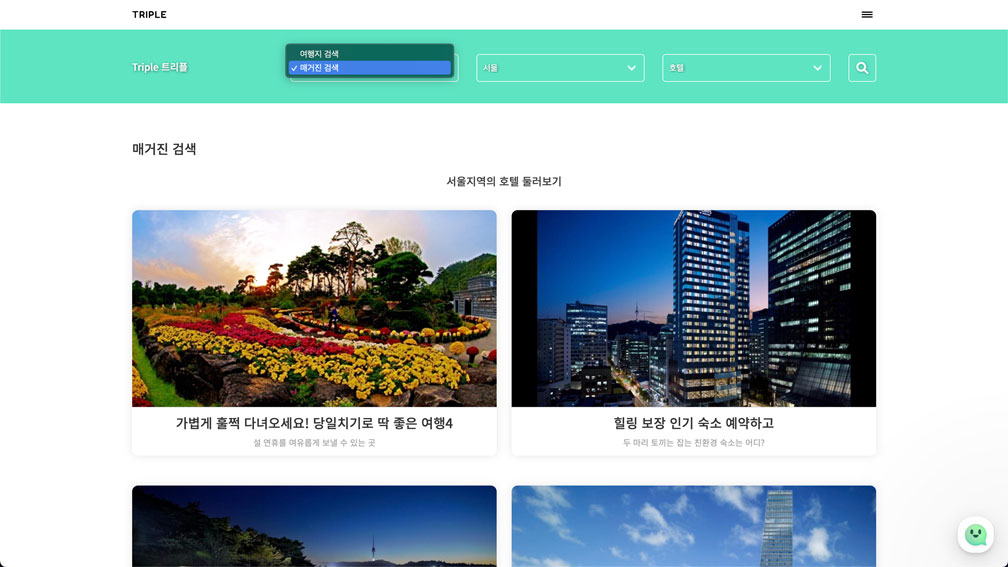 TRIPLE
Triple 트리플
여행지 검색
✓ 매거진 검색
서울
호텔
매거진 검색
서울지역의 호텔 둘러보기
가볍게 훌쩍 다녀오세요! 당일치기로 딱 좋은 여행4
설 연휴를 여유롭게 보낼 수 있는 곳
힐링 보장 인기 숙소 예약하고
두 마리 토끼는 잡는 친환경 숙소는 어디?